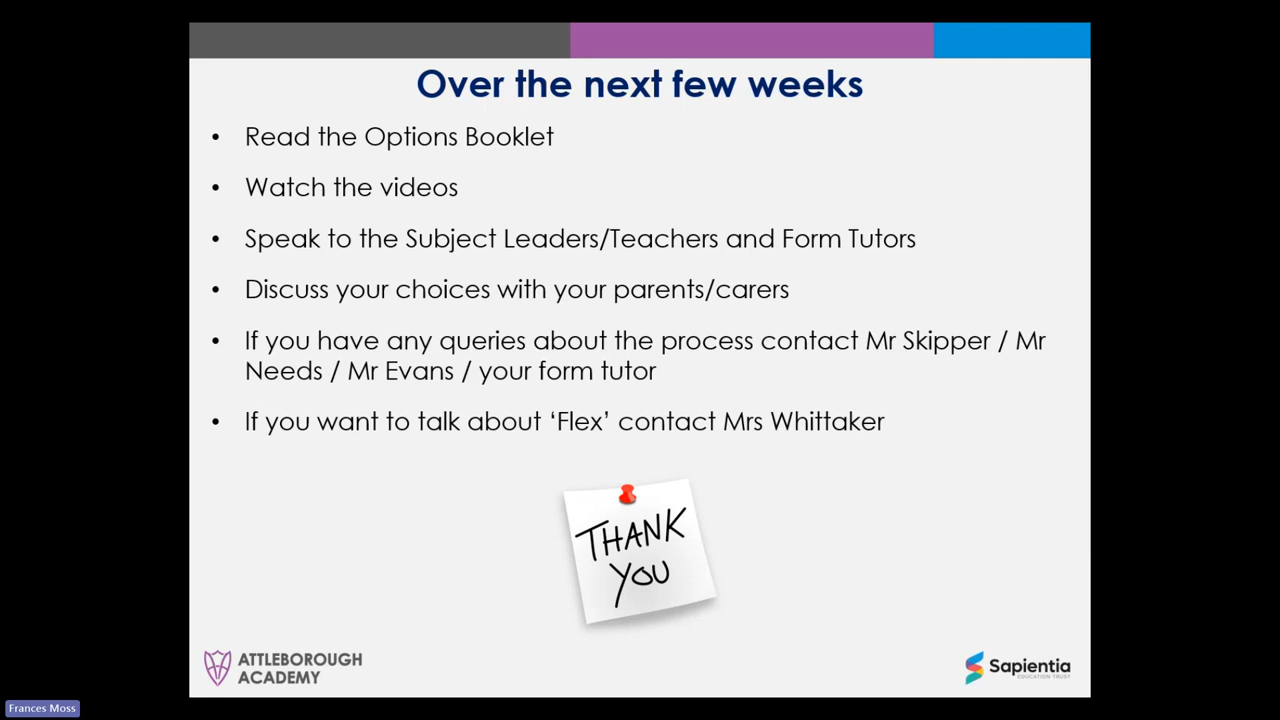 Over the next few weeks
• Read the Options Booklet
• Watch the videos
• Speak to the Subject Leaders/Teachers and Form Tutors
• Discuss your choices with your parents/carers
• If you have any queries about the process contact Mr Skipper / Mr
Needs / Mr Evans / your form tutor
• If you want to talk about ‘Flex’ contact Mrs Whittaker
THANK
YOU
ATTLEBOROUGH
ACADEMY
Sapientia
EDUCATION TRUST
Frances Moss